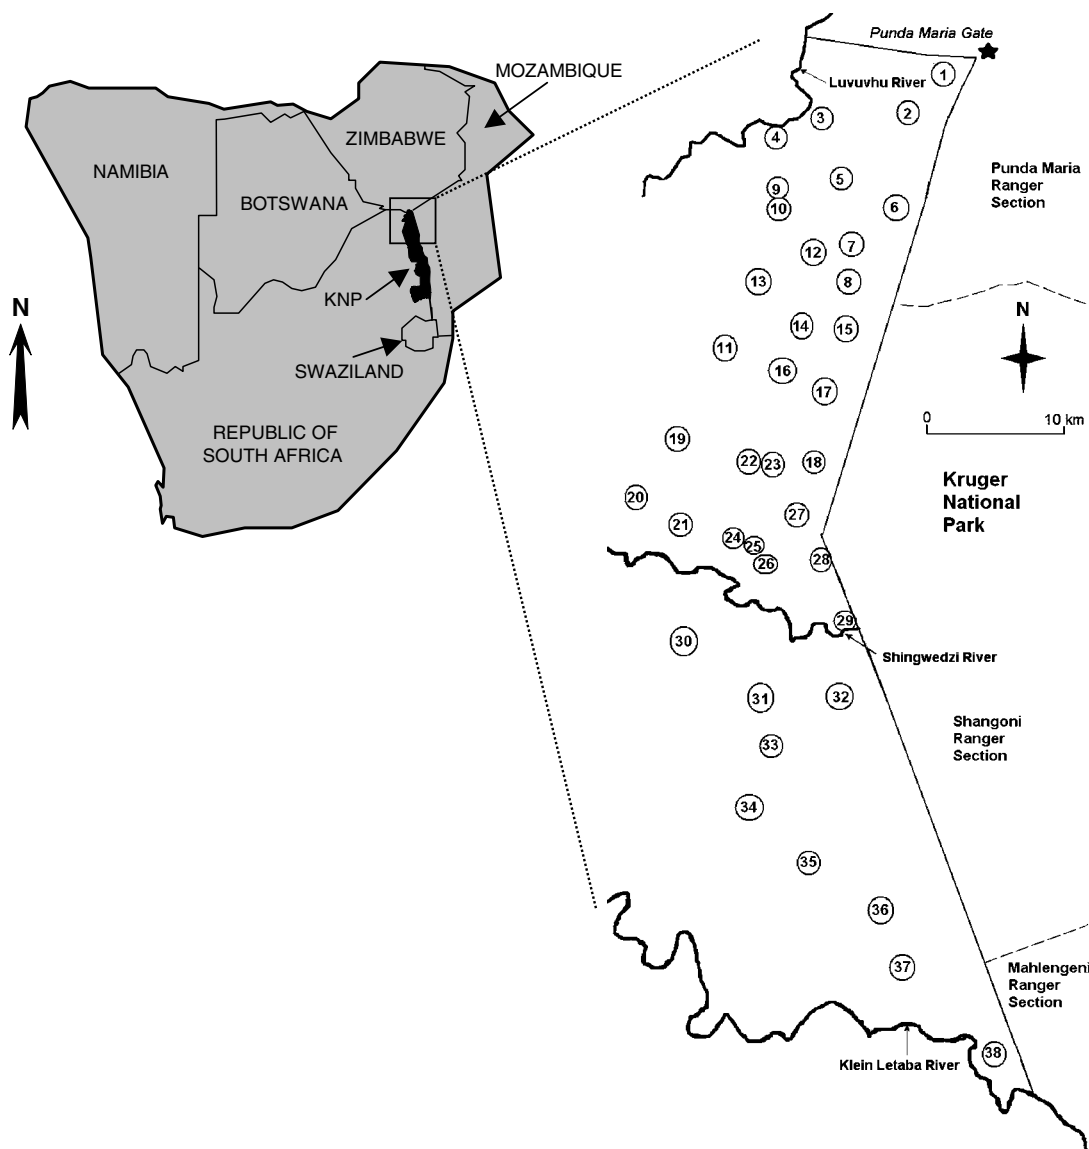 MOZAMBIQUE
ZIMBABWE
NAMIBIA
BOTSWANA
KNP
N
SWAZILAND
REPUBLIC OF
SOUTH AFRICA
Punda Maria Gate
1
Luvuvhu River
2
3
4
Punda Maria
Ranger
Section
5
9
10
6
7
12
8
13
N
14
15
11
16
17
0
10 km
19
22
23
18
Kruger
National
Park
20
27
21
24
25
26
28
29
30
Shingwedzi River
31
32
Shangoni
Ranger
Section
33
34
35
36
37
Mahlengeni
Ranger
Section
38
Klein Letaba River